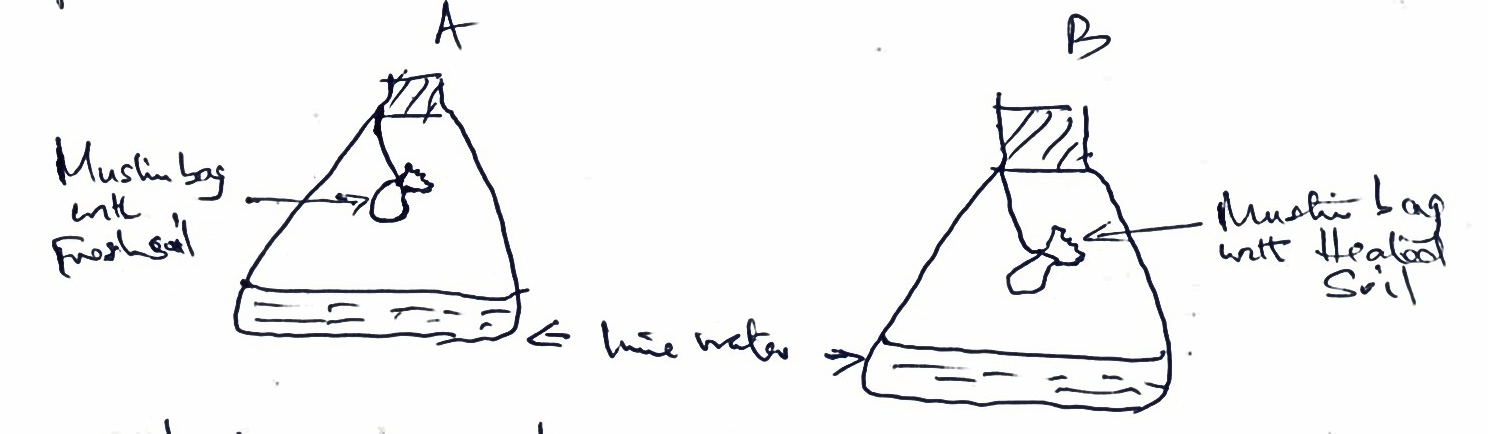 A
B
Muslin bag
with
Fresh soil
Muslin bag
with Heated
Soil
lime water